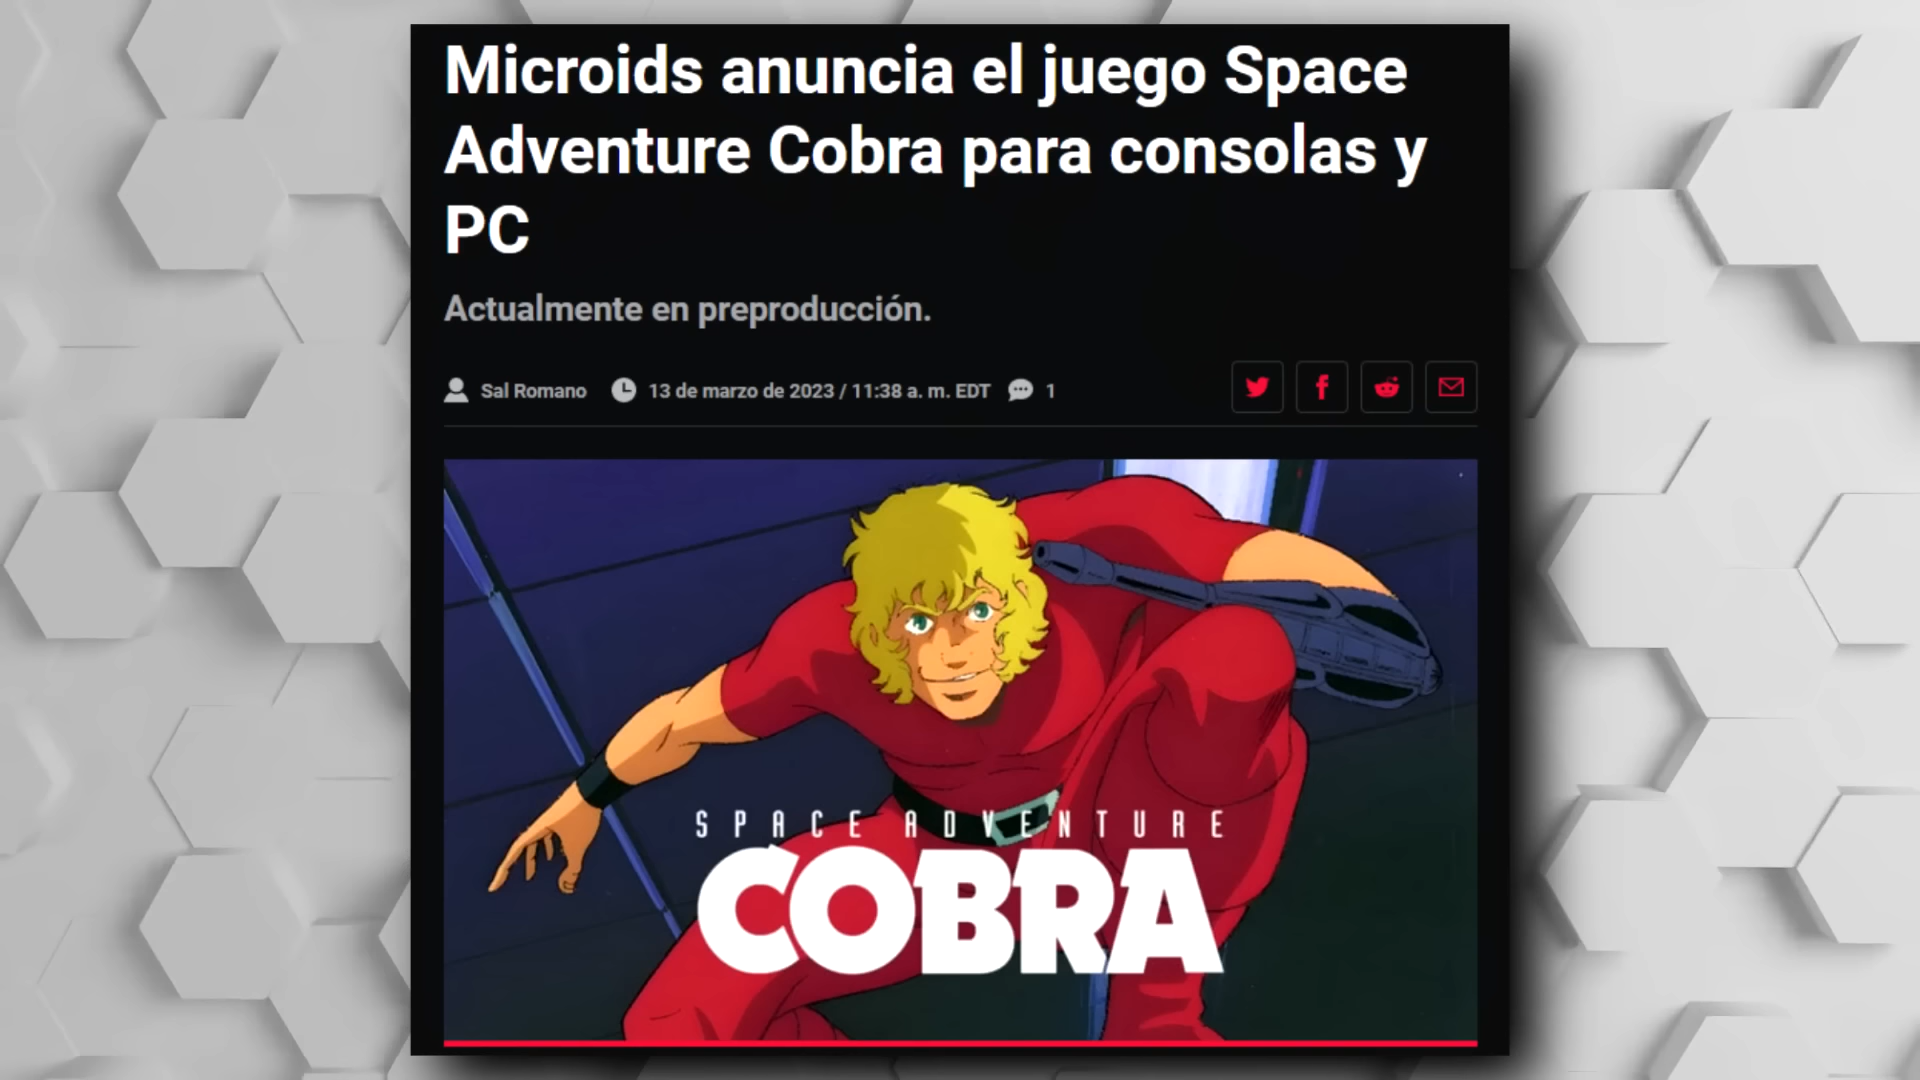 Microids anuncia el juego Space
Adventure Cobra para consolas y
PC
Actualmente en preproducción.
Sal Romano 13 de marzo de 2023 / 11:38 a. m. EDT 1
SPACE ADVENTURE
COBRA